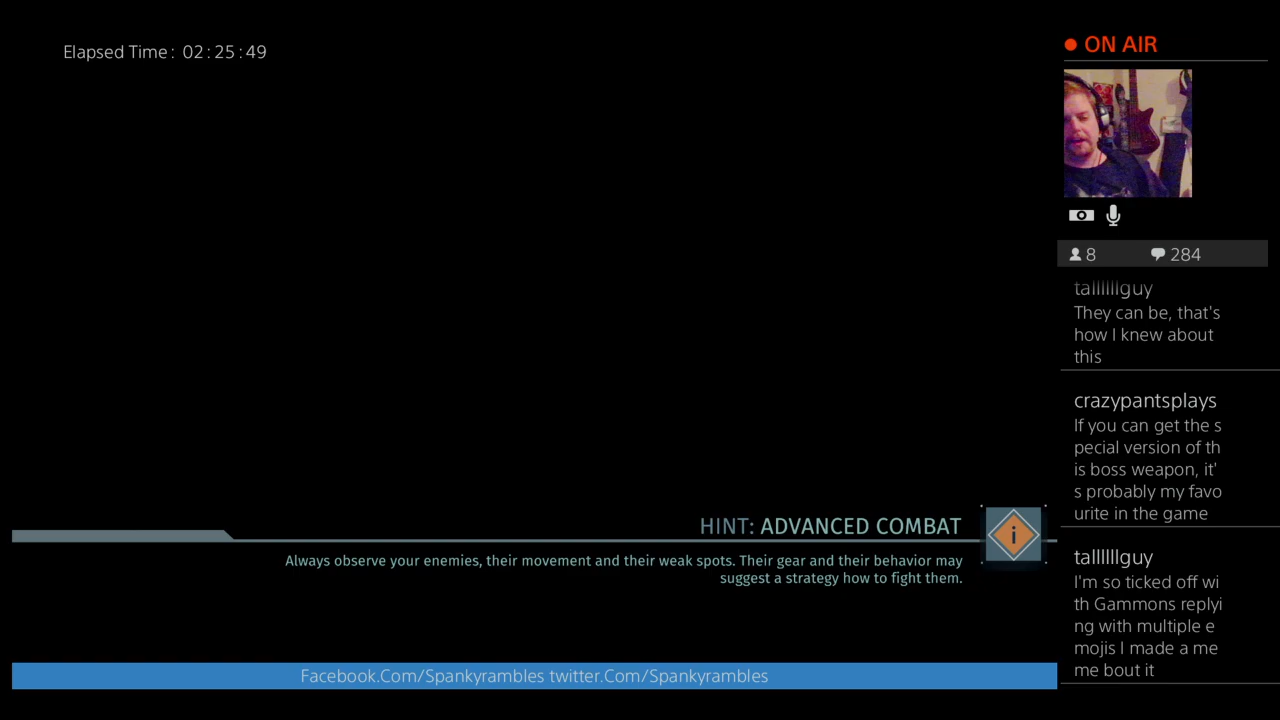 Elapsed Time: 02:25:49
ON AIR
8 284
talllllguy
They can be, that's
how I knew about
this
crazypantsplays
If you can get the s
pecial version of th
is boss weapon, it'
s probably my favo
urite in the game
talllllguy
I'm so ticked off wi
th Gammons replyi
ng with multiple e
mojis I made a me
me bout it
HINT: ADVANCED COMBAT
i
Always observe your enemies, their movement and their weak spots. Their gear and their behavior may
suggest a strategy how to fight them.
Facebook.Com/Spankyrambles twitter.Com/Spankyrambles